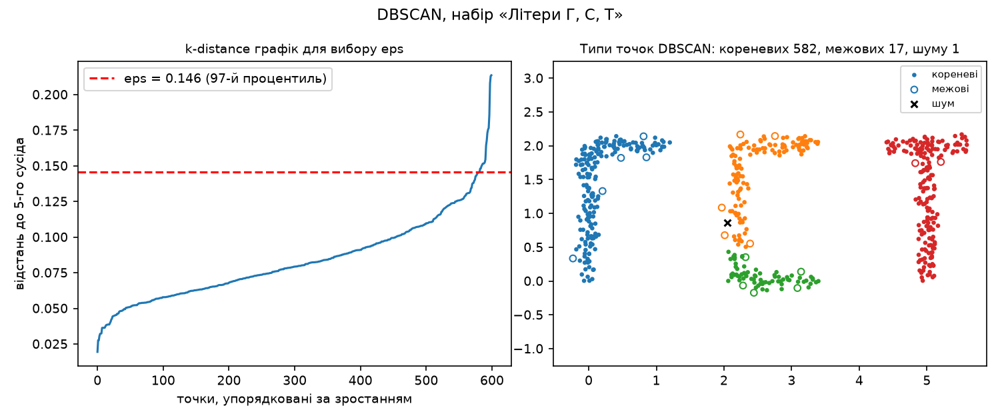 DBSCAN, набір «Літери Г, С, Т»
k-distance графік для вибору eps
eps = 0.146 (97-й процентиль)
0.200
0.175
0.150
0.125
0.100
0.075
0.050
0.025
відстань до 5-го сусіда
0 100 200 300 400 500 600
точки, упорядковані за зростанням
Типи точок DBSCAN: кореневих 582, межових 17, шуму 1
кореневі
межові
шум
3.0
2.5
2.0
1.5
1.0
0.5
0.0
−0.5
−1.0
0 1 2 3 4 5